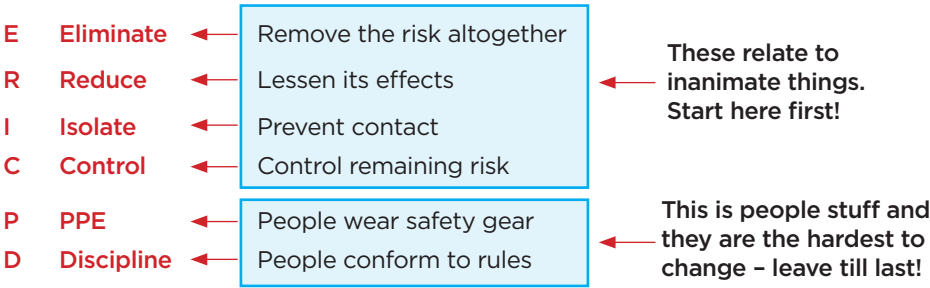 E Eliminate Remove the risk altogether
R Reduce Lessen its effects
I Isolate Prevent contact
C Control Control remaining risk
These relate to
inanimate things.
Start here first!
P PPE People wear safety gear
D Discipline People conform to rules
This is people stuff and
they are the hardest to
change – leave till last!